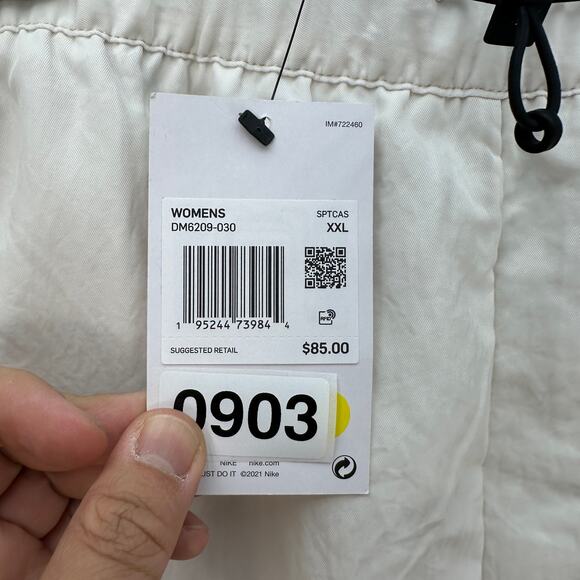 IM#722460
WOMENS SPTCAS
DM6209-030 XXL
1 95244 73984 4
SUGGESTED RETAIL $85.00
0903
NIKE nike.com
JUST DO IT ©2021 Nike